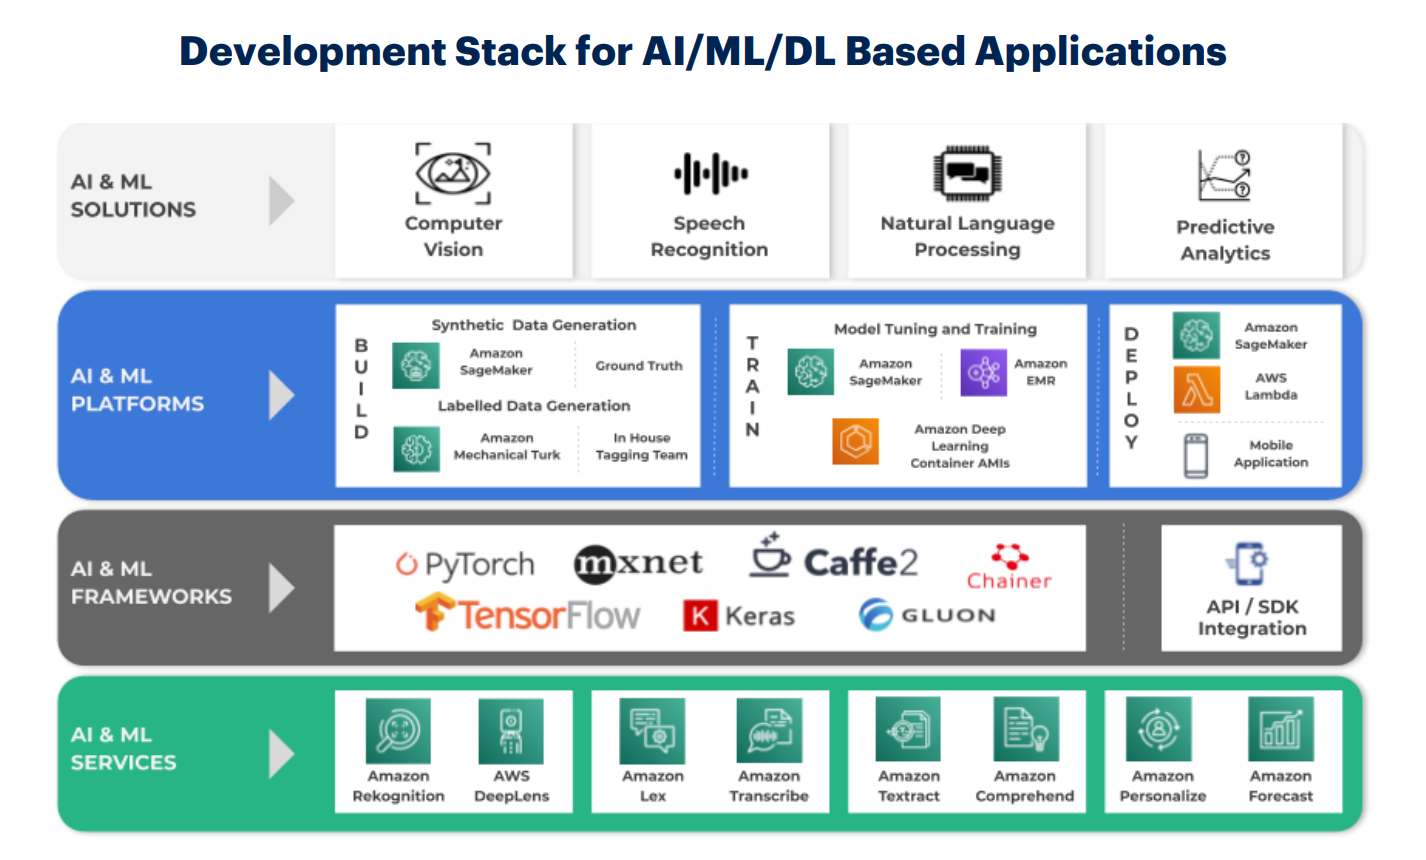 Development Stack for AI/ML/DL Based Applications
AI & ML
SOLUTIONS
Computer
Vision
Speech
Recognition
Natural Language
Processing
Predictive
Analytics
AI & ML
PLATFORMS
BUILD
Synthetic Data Generation
Amazon
SageMaker
Ground Truth
Labelled Data Generation
Amazon
Mechanical Turk
In House
Tagging Team
TRAIN
Model Tuning and Training
Amazon
SageMaker
Amazon
EMR
Amazon Deep
Learning
Container AMIs
DEPLOY
Amazon
SageMaker
AWS
Lambda
Mobile
Application
AI & ML
FRAMEWORKS
PyTorch
mxnet
Caffe2
Chainer
TensorFlow
K Keras
GLUON
API / SDK
Integration
AI & ML
SERVICES
Amazon
Rekognition
AWS
DeepLens
Amazon
Lex
Amazon
Transcribe
Amazon
Textract
Amazon
Comprehend
Amazon
Personalize
Amazon
Forecast